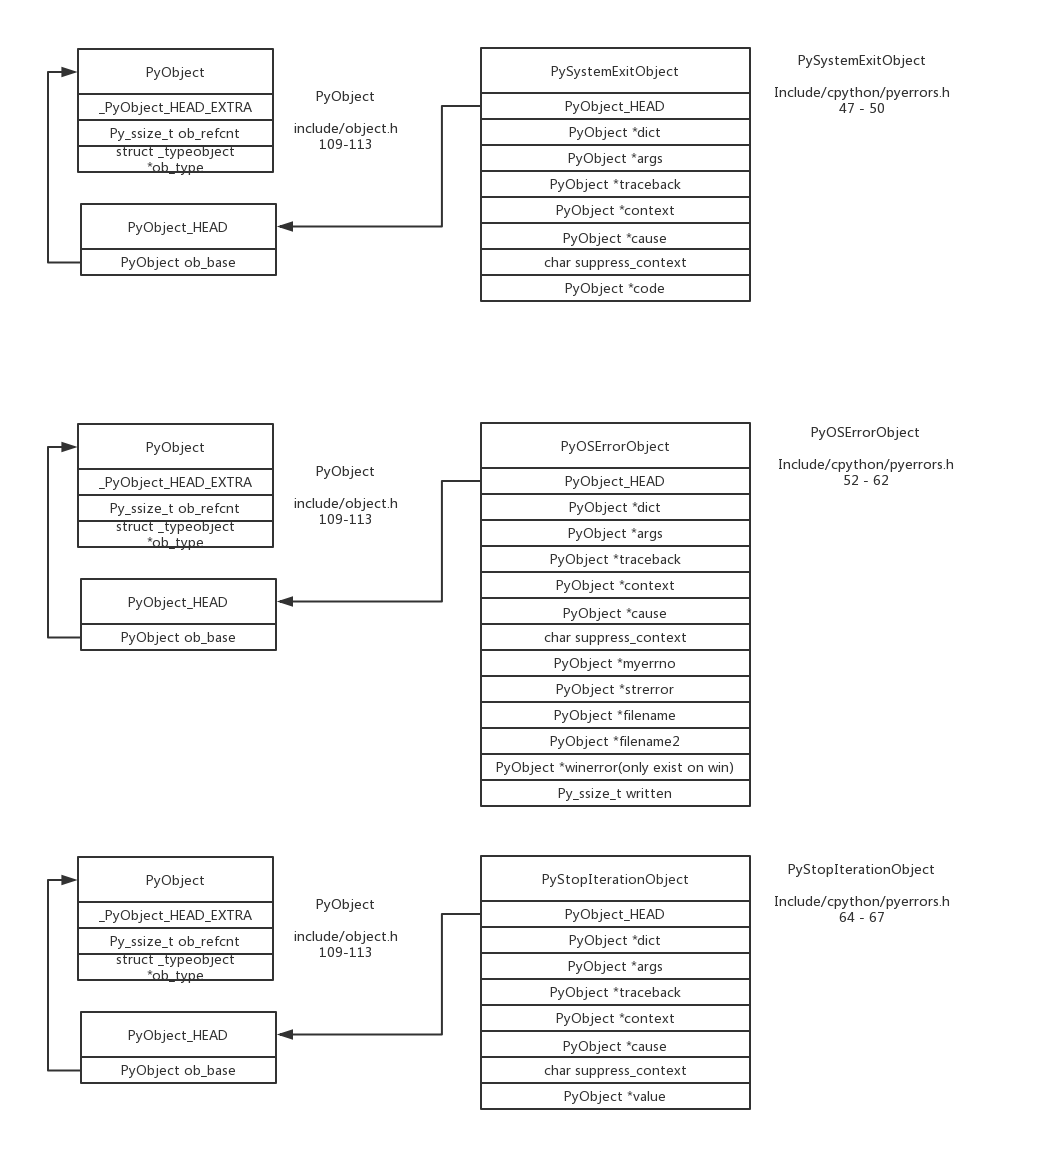 PyObject
_PyObject_HEAD_EXTRA
Py_ssize_t ob_refcnt
struct _typeobject
*ob_type
PyObject
include/object.h
109-113
PyObject_HEAD
PyObject ob_base
PySystemExitObject
PyObject_HEAD
PyObject *dict
PyObject *args
PyObject *traceback
PyObject *context
PyObject *cause
char suppress_context
PyObject *code
PySystemExitObject
Include/cpython/pyerrors.h
47 - 50
PyObject
_PyObject_HEAD_EXTRA
Py_ssize_t ob_refcnt
struct _typeobject
*ob_type
PyObject
include/object.h
109-113
PyObject_HEAD
PyObject ob_base
PyOSErrorObject
PyObject_HEAD
PyObject *dict
PyObject *args
PyObject *traceback
PyObject *context
PyObject *cause
char suppress_context
PyObject *myerrno
PyObject *strerror
PyObject *filename
PyObject *filename2
PyObject *winerror(only exist on win)
Py_ssize_t written
PyOSErrorObject
Include/cpython/pyerrors.h
52 - 62
PyObject
_PyObject_HEAD_EXTRA
Py_ssize_t ob_refcnt
struct _typeobject
*ob_type
PyObject
include/object.h
109-113
PyObject_HEAD
PyObject ob_base
PyStopIterationObject
PyObject_HEAD
PyObject *dict
PyObject *args
PyObject *traceback
PyObject *context
PyObject *cause
char suppress_context
PyObject *value
PyStopIterationObject
Include/cpython/pyerrors.h
64 - 67